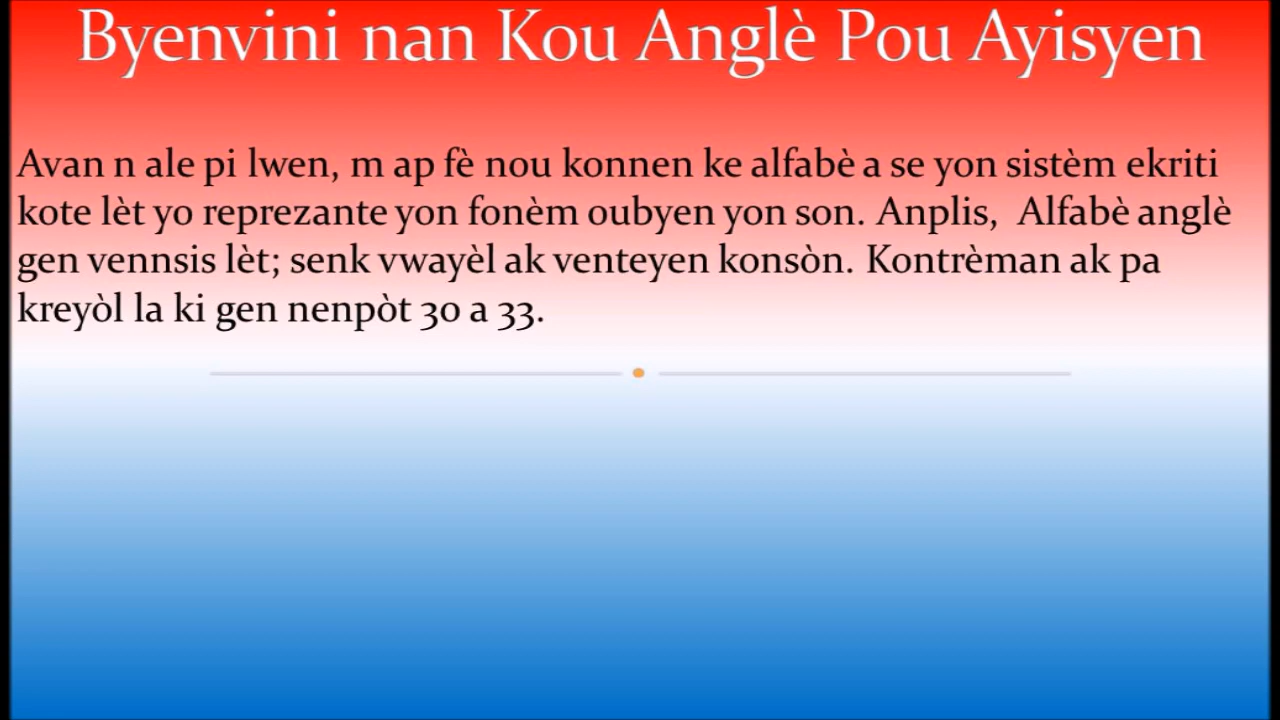 Byenvini nan Kou Anglè Pou Ayisyen
Avan n ale pi lwen, m ap fè nou konnen ke alfabè a se yon sistèm ekriti
kote lèt yo reprezante yon fonèm oubyen yon son. Anplis, Alfabè anglè
gen vennsis lèt; senk vwayèl ak venteyen konsòn. Kontrèman ak pa
kreyòl la ki gen nenpòt 30 a 33.